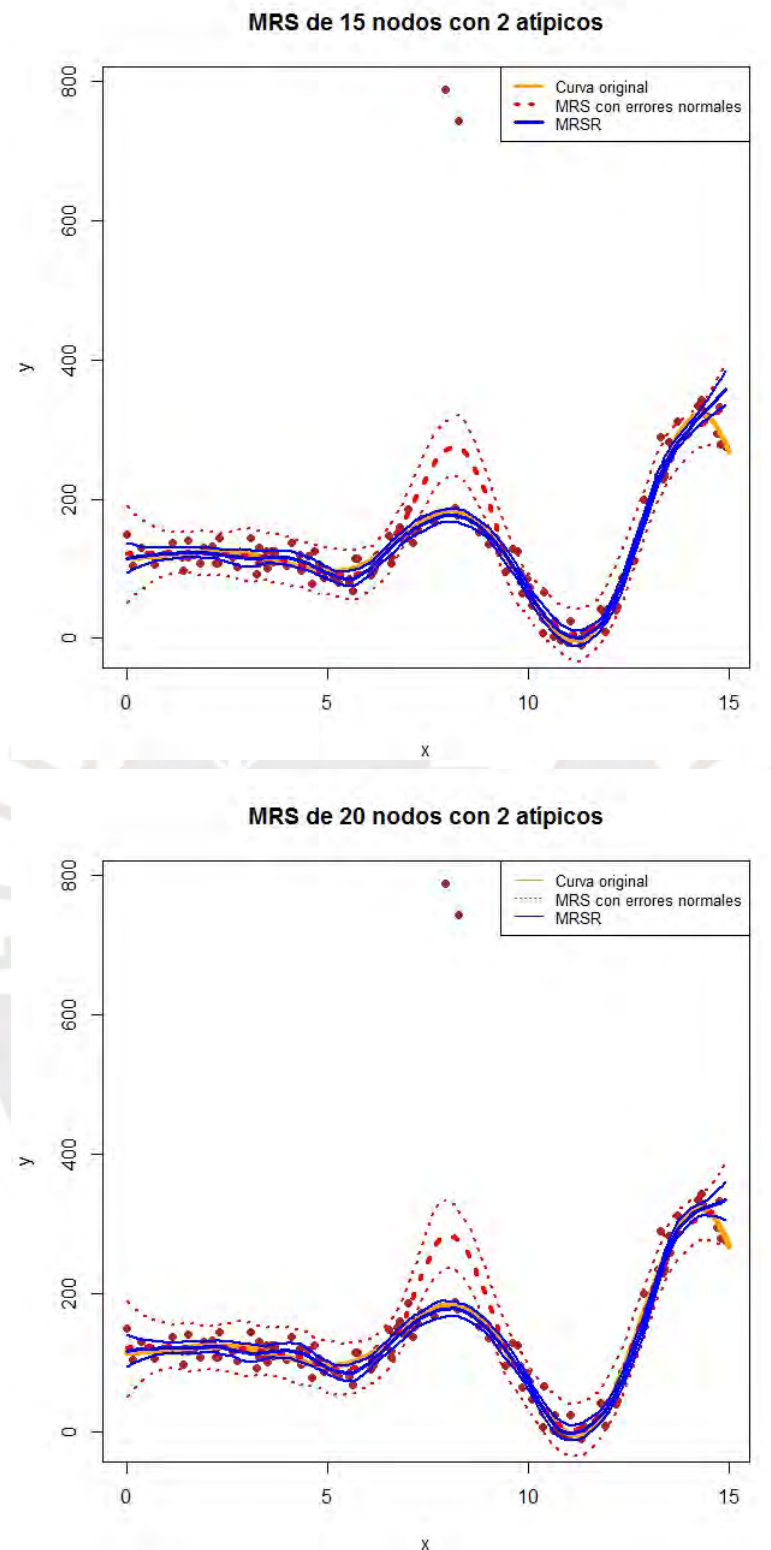 MRS de 15 nodos con 2 atípicos
Curva original
MRS con errores normales
MRSR
800
600
400
200
0
y
0 5 10 15
x
MRS de 20 nodos con 2 atípicos
Curva original
MRS con errores normales
MRSR
800
600
400
200
0
y
0 5 10 15
x